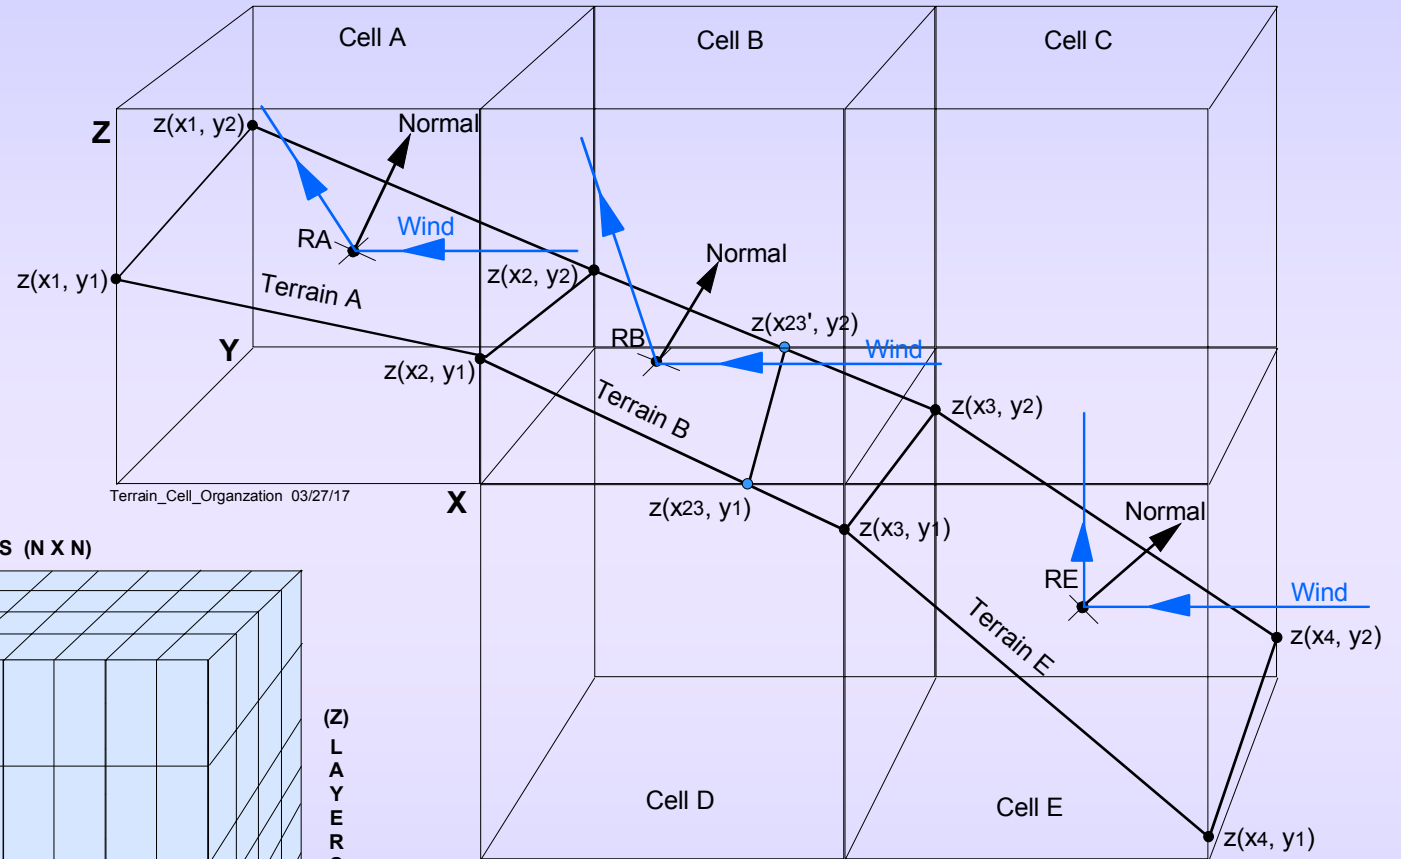 Cell A
Cell B
Cell C
Z
z(x1, y2)
Normal
RA
Wind
z(x1, y1)
Terrain A
z(x2, y2)
Normal
z(x23', y2)
RB
Wind
Y
z(x2, y1)
Terrain B
z(x3, y2)
Terrain_Cell_Organzation 03/27/17
X
z(x23, y1)
z(x3, y1)
Normal
S (N X N)
RE
Wind
Terrain E
z(x4, y2)
(Z)
L
A
Y
E
R
S
Cell D
Cell E
z(x4, y1)